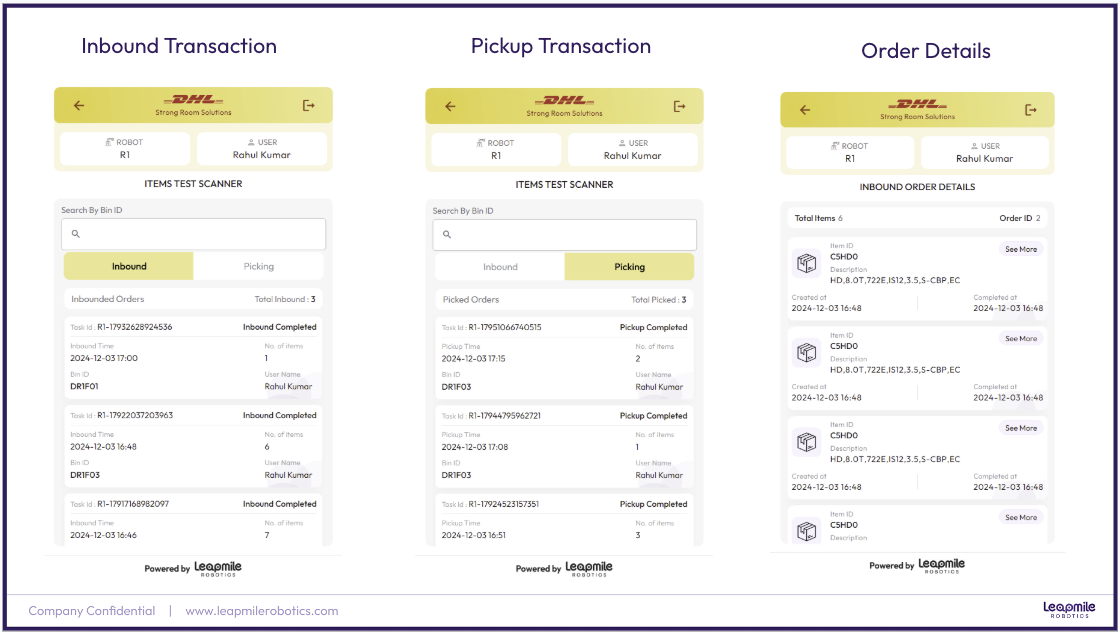 Inbound Transaction
DHL
Strong Room Solutions
ROBOT
R1
USER
Rahul Kumar
ITEMS TEST SCANNER
Search By Bin ID
Inbound Picking
Inbounded Orders Total Inbound : 3
Task Id : R1-17932628924536 Inbound Completed
Inbound Time No. of items
2024-12-03 17:00 1
Bin ID User Name
DR1F01 Rahul Kumar
Task Id : R1-17922037203963 Inbound Completed
Inbound Time No. of items
2024-12-03 16:48 6
Bin ID User Name
DR1F03 Rahul Kumar
Task Id : R1-17917168982097 Inbound Completed
Inbound Time No. of items
2024-12-03 16:46 7
Powered by Leapmile
ROBOTICS
Pickup Transaction
DHL
Strong Room Solutions
ROBOT
R1
USER
Rahul Kumar
ITEMS TEST SCANNER
Search By Bin ID
Inbound Picking
Picked Orders Total Picked : 3
Task Id : R1-17951066740515 Pickup Completed
Pickup Time No. of items
2024-12-03 17:15 2
Bin ID User Name
DR1F03 Rahul Kumar
Task Id : R1-17944795962721 Pickup Completed
Pickup Time No. of items
2024-12-03 17:08 1
Bin ID User Name
DR1F03 Rahul Kumar
Task Id : R1-17924523157351 Pickup Completed
Pickup Time No. of items
2024-12-03 16:51 3
Powered by Leapmile
ROBOTICS
Order Details
DHL
Strong Room Solutions
ROBOT
R1
USER
Rahul Kumar
INBOUND ORDER DETAILS
Total Items 6 Order ID 2
Item ID See More
C5HD0
Description
HD,8.0T,722E,IS12,3.5,S-CBP,EC
Created at Completed at
2024-12-03 16:48 2024-12-03 16:48
Item ID See More
C5HD0
Description
HD,8.0T,722E,IS12,3.5,S-CBP,EC
Created at Completed at
2024-12-03 16:48 2024-12-03 16:48
Item ID See More
C5HD0
Description
HD,8.0T,722E,IS12,3.5,S-CBP,EC
Created at Completed at
2024-12-03 16:48 2024-12-03 16:48
Item ID See More
C5HD0
Description
Powered by Leapmile
ROBOTICS
Company Confidential | www.leapmilerobotics.com
Leapmile
ROBOTICS